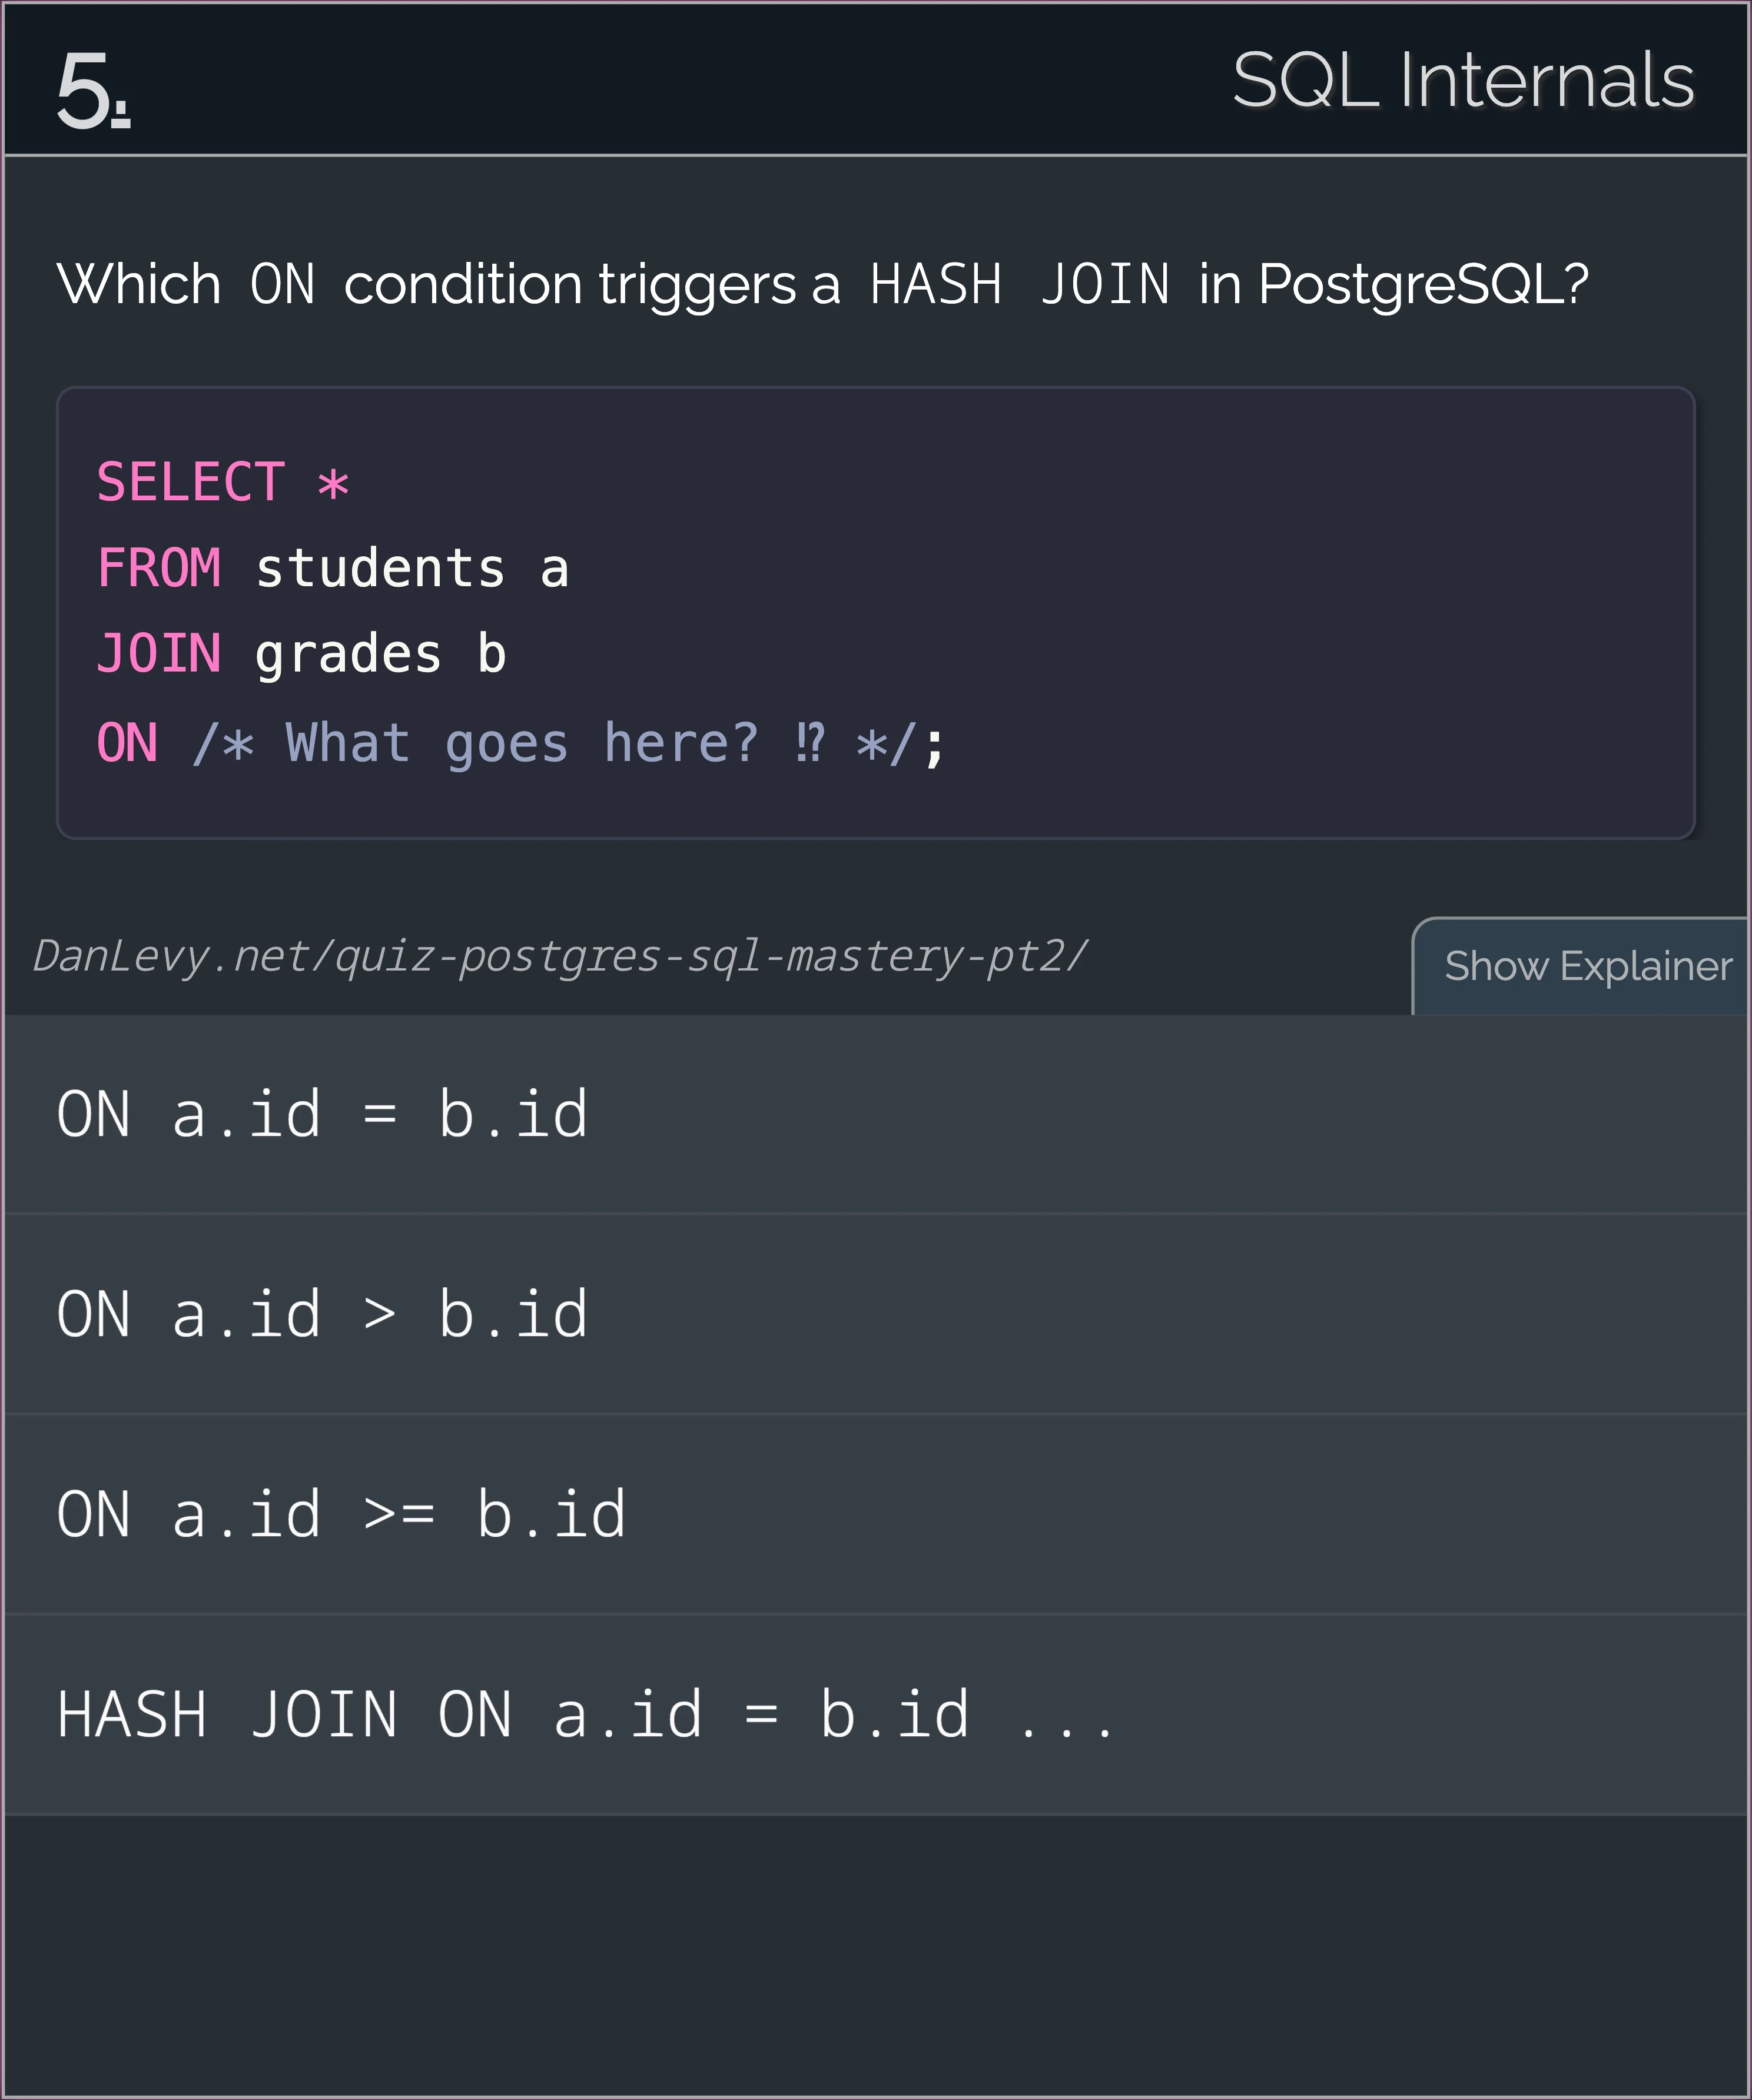 5.
SQL Internals
Which ON condition triggers a HASH JOIN in PostgreSQL?
SELECT *
FROM students a
JOIN grades b
ON /* What goes here? ⁉ */;
DanLevy.net/quiz-postgres-sql-mastery-pt2/
Show Explainer
ON a.id = b.id
ON a.id > b.id
ON a.id >= b.id
HASH JOIN ON a.id = b.id ...